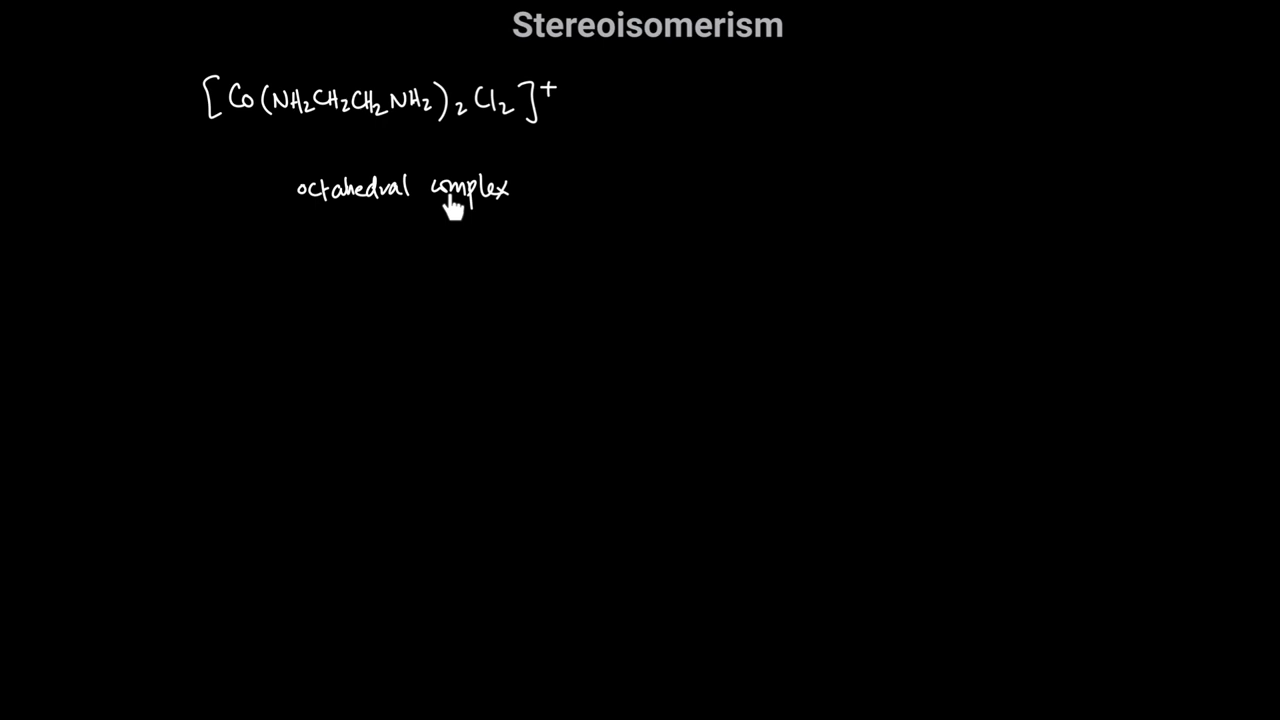 Stereoisomerism
[Co(NH₂CH₂CH₂NH₂)₂Cl₂]⁺
octahedral complex